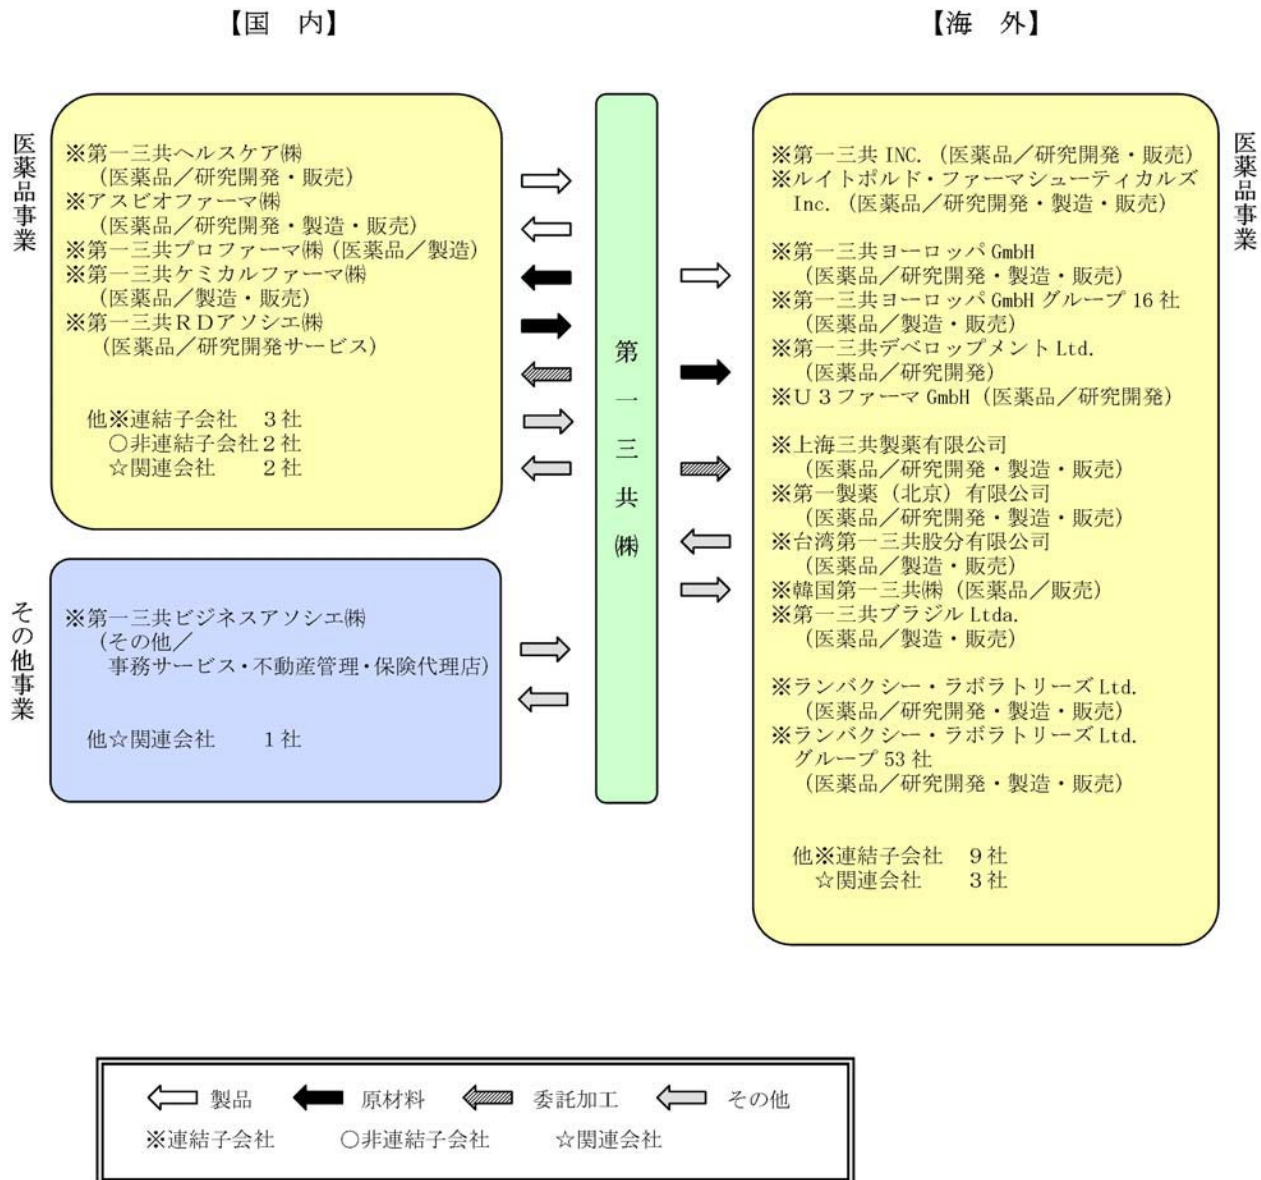 【国　内】
【海　外】
医薬品事業
※第一三共ヘルスケア㈱
（医薬品／研究開発・販売）
※アスビオファーマ㈱
（医薬品／研究開発・製造・販売）
※第一三共プロファーマ㈱（医薬品／製造）
※第一三共ケミカルファーマ㈱
（医薬品／製造・販売）
※第一三共ＲＤアソシエ㈱
（医薬品／研究開発サービス）
他※連結子会社　３社
○非連結子会社２社
☆関連会社　２社
その他事業
※第一三共ビジネスアソシエ㈱
（その他／
事務サービス・不動産管理・保険代理店）
他☆関連会社　１社
第一三共㈱
医薬品事業
※第一三共 INC.（医薬品／研究開発・販売）
※ルイトポルド・ファーマシューティカルズ
Inc.（医薬品／研究開発・製造・販売）
※第一三共ヨーロッパ GmbH
（医薬品／研究開発・製造・販売）
※第一三共ヨーロッパ GmbH グループ 16 社
（医薬品／製造・販売）
※第一三共デベロップメント Ltd.
（医薬品／研究開発）
※Ｕ３ファーマ GmbH（医薬品／研究開発）
※上海三共製薬有限公司
（医薬品／研究開発・製造・販売）
※第一製薬（北京）有限公司
（医薬品／研究開発・製造・販売）
※台湾第一三共股分有限公司
（医薬品／製造・販売）
※韓国第一三共㈱（医薬品／販売）
※第一三共ブラジル Ltda.
（医薬品／製造・販売）
※ランバクシー・ラボラトリーズ Ltd.
（医薬品／研究開発・製造・販売）
※ランバクシー・ラボラトリーズ Ltd.
グループ 53 社
（医薬品／研究開発・製造・販売）
他※連結子会社　９社
☆関連会社　３社
製品　原材料　委託加工　その他
※連結子会社　○非連結子会社　☆関連会社